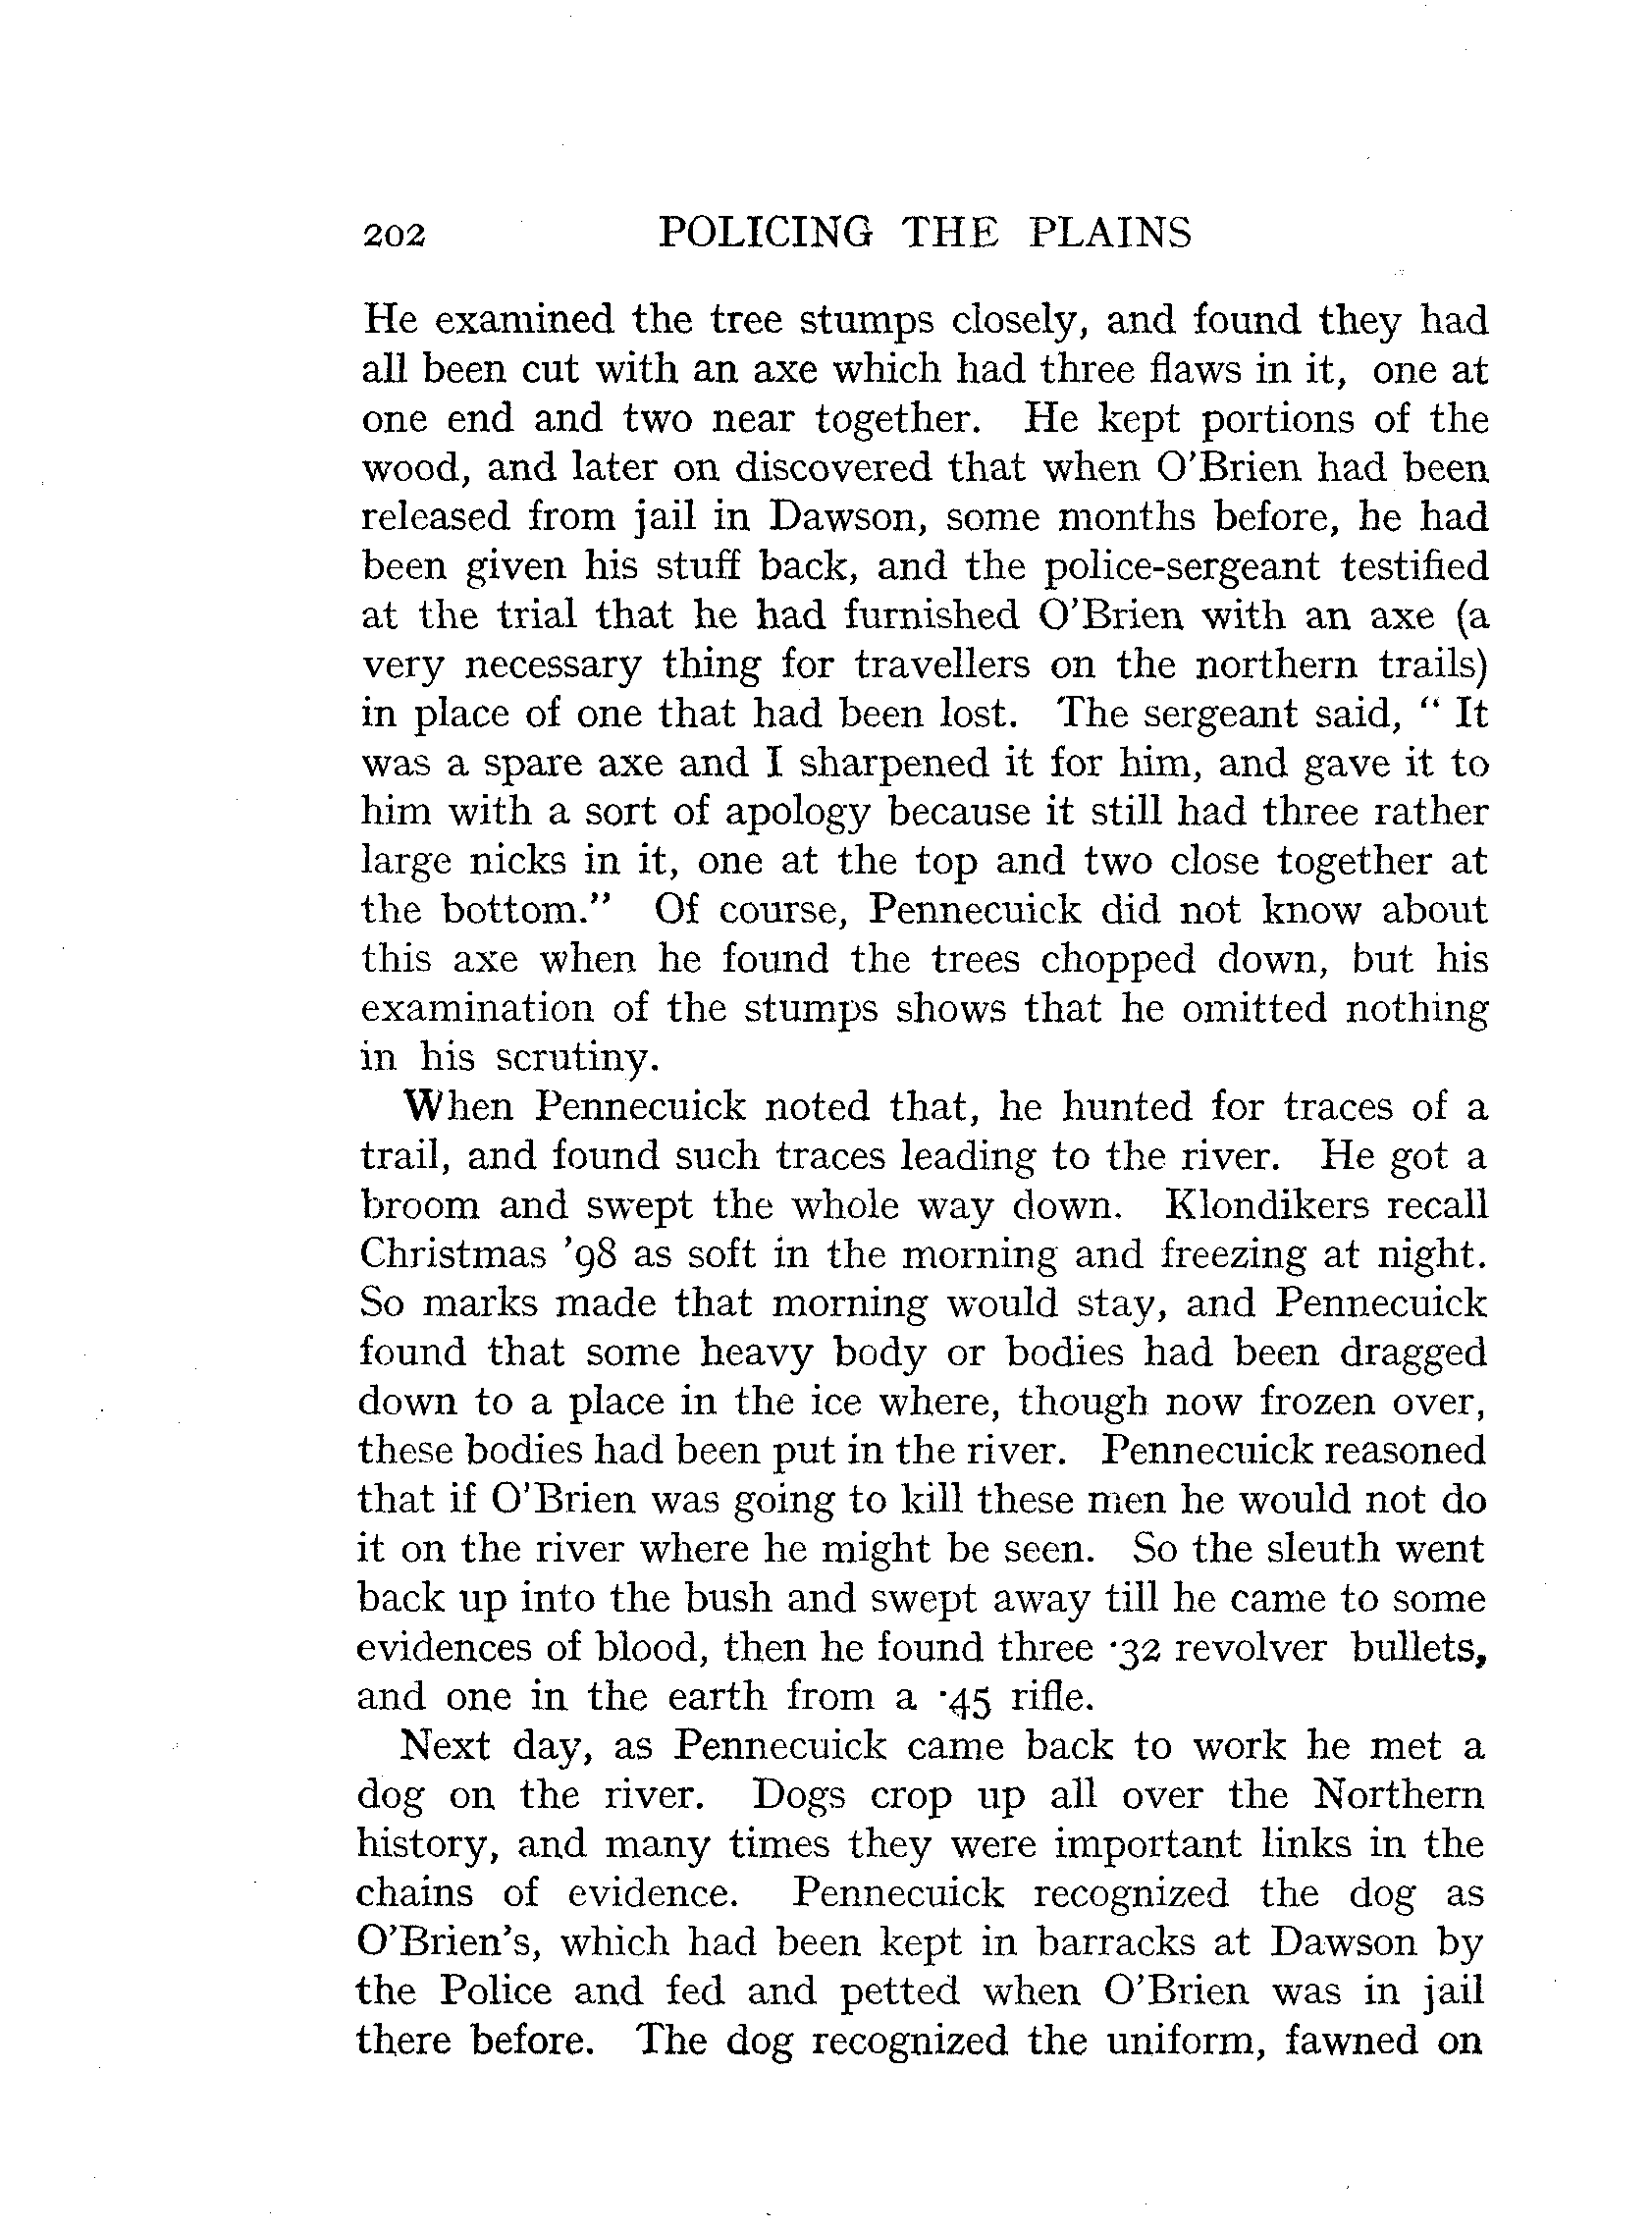 202 POLICING THE PLAINS
He examined the tree stumps closely, and found they had
all been cut with an axe which had three flaws in it, one at
one end and two near together. He kept portions of the
wood, and later on discovered that when O'Brien had been
released from jail in Dawson, some months before, he had
been given his stuff back, and the police-sergeant testified
at the trial that he had furnished O'Brien with an axe (a
very necessary thing for travellers on the northern trails)
in place of one that had been lost. The sergeant said, “ It
was a spare axe and I sharpened it for him, and gave it to
him with a sort of apology because it still had three rather
large nicks in it, one at the top and two close together at
the bottom.” Of course, Pennecuick did not know about
this axe when he found the trees chopped down, but his
examination of the stumps shows that he omitted nothing
in his scrutiny.
When Pennecuick noted that, he hunted for traces of a
trail, and found such traces leading to the river. He got a
broom and swept the whole way down. Klondikers recall
Christmas ’98 as soft in the morning and freezing at night.
So marks made that morning would stay, and Pennecuick
found that some heavy body or bodies had been dragged
down to a place in the ice where, though now frozen over,
these bodies had been put in the river. Pennecuick reasoned
that if O'Brien was going to kill these men he would not do
it on the river where he might be seen. So the sleuth went
back up into the bush and swept away till he came to some
evidences of blood, then he found three ·32 revolver bullets,
and one in the earth from a ·45 rifle.
Next day, as Pennecuick came back to work he met a
dog on the river. Dogs crop up all over the Northern
history, and many times they were important links in the
chains of evidence. Pennecuick recognized the dog as
O'Brien's, which had been kept in barracks at Dawson by
the Police and fed and petted when O'Brien was in jail
there before. The dog recognized the uniform, fawned on